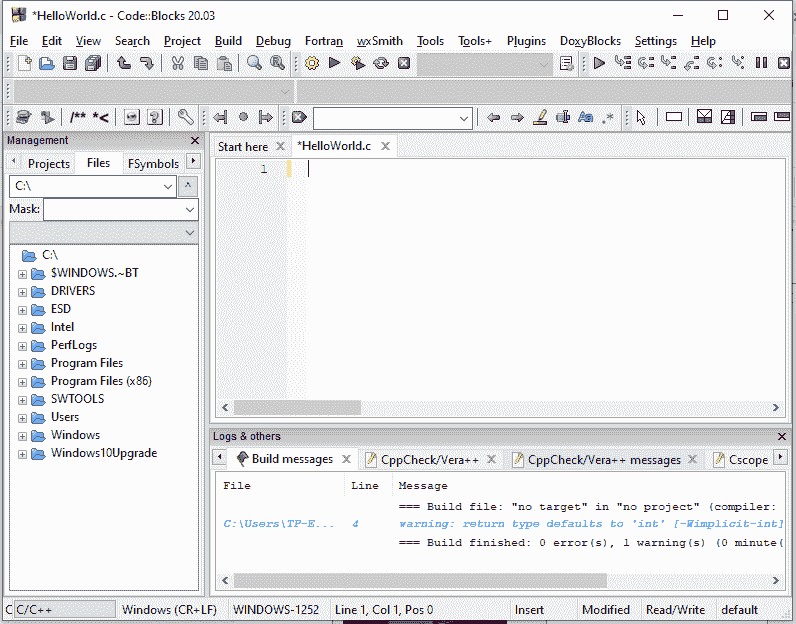 *HelloWorld.c - Code::Blocks 20.03
File Edit View Search Project Build Debug Fortran wxSmith Tools Tools+ Plugins DoxyBlocks Settings Help
/** *<
Management
Projects Files FSymbols
C:\
Mask:
C:\
$WINDOWS.~BT
DRIVERS
ESD
Intel
PerfLogs
Program Files
Program Files (x86)
SWTOOLS
Users
Windows
Windows10Upgrade
Start here *HelloWorld.c
1
Logs & others
Build messages CppCheck/Vera++ CppCheck/Vera++ messages Cscope
File Line Message
=== Build file: "no target" in "no project" (compiler:
C:\Users\TP-E... 4 warning: return type defaults to 'int' [-Wimplicit-int]
=== Build finished: 0 error(s), 1 warning(s) (0 minute(
C C/C++ Windows (CR+LF) WINDOWS-1252 Line 1, Col 1, Pos 0 Insert Modified Read/Write default